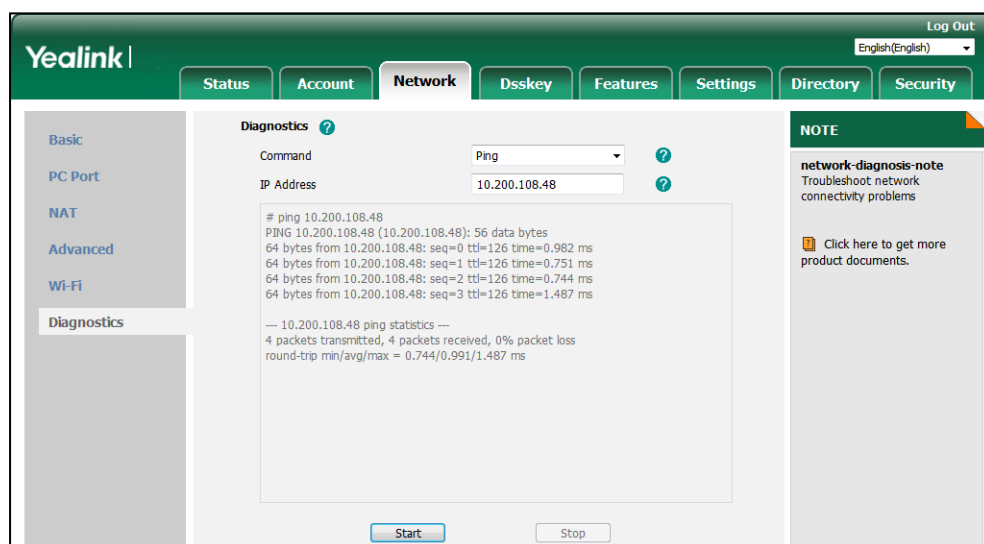 Log Out
Yealink
English(English)
Status Account Network Dsskey Features Settings Directory Security
Basic
PC Port
NAT
Advanced
Wi-Fi
Diagnostics
Diagnostics ?
Command Ping ?
IP Address 10.200.108.48 ?
# ping 10.200.108.48
PING 10.200.108.48 (10.200.108.48): 56 data bytes
64 bytes from 10.200.108.48: seq=0 ttl=126 time=0.982 ms
64 bytes from 10.200.108.48: seq=1 ttl=126 time=0.751 ms
64 bytes from 10.200.108.48: seq=2 ttl=126 time=0.744 ms
64 bytes from 10.200.108.48: seq=3 ttl=126 time=1.487 ms
--- 10.200.108.48 ping statistics ---
4 packets transmitted, 4 packets received, 0% packet loss
round-trip min/avg/max = 0.744/0.991/1.487 ms
Start Stop
NOTE
network-diagnosis-note
Troubleshoot network
connectivity problems
? Click here to get more
product documents.